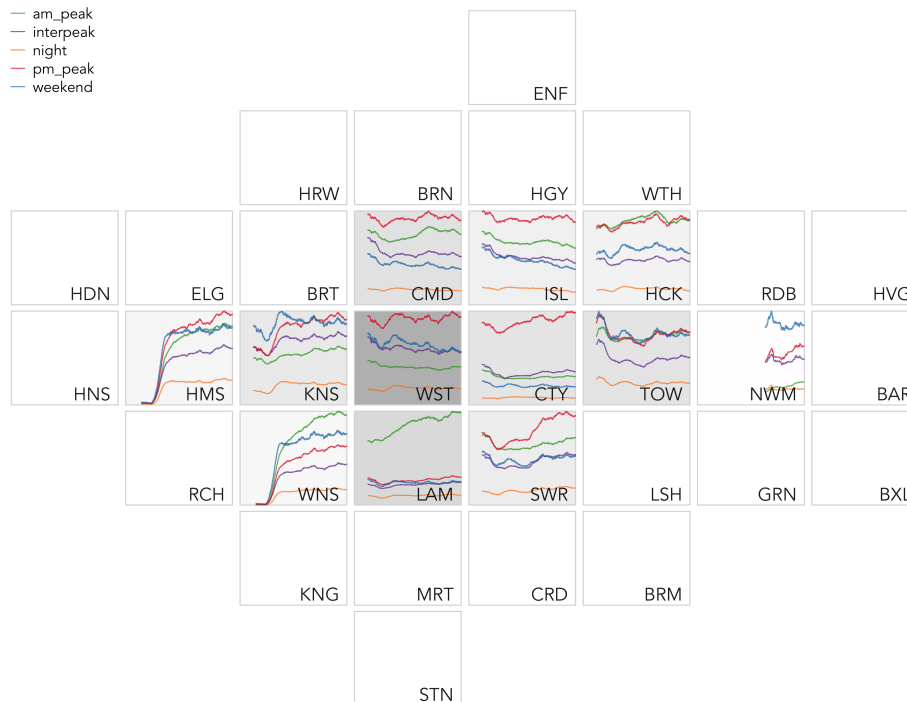 am_peak
interpeak
night
pm_peak
weekend
ENF
HRW BRN HGY WTH
HDN ELG BRT CMD ISL HCK RDB HVG
HNS HMS KNS WST CTY TOW NWM BAR
RCH WNS LAM SWR LSH GRN BXL
KNG MRT CRD BRM
STN